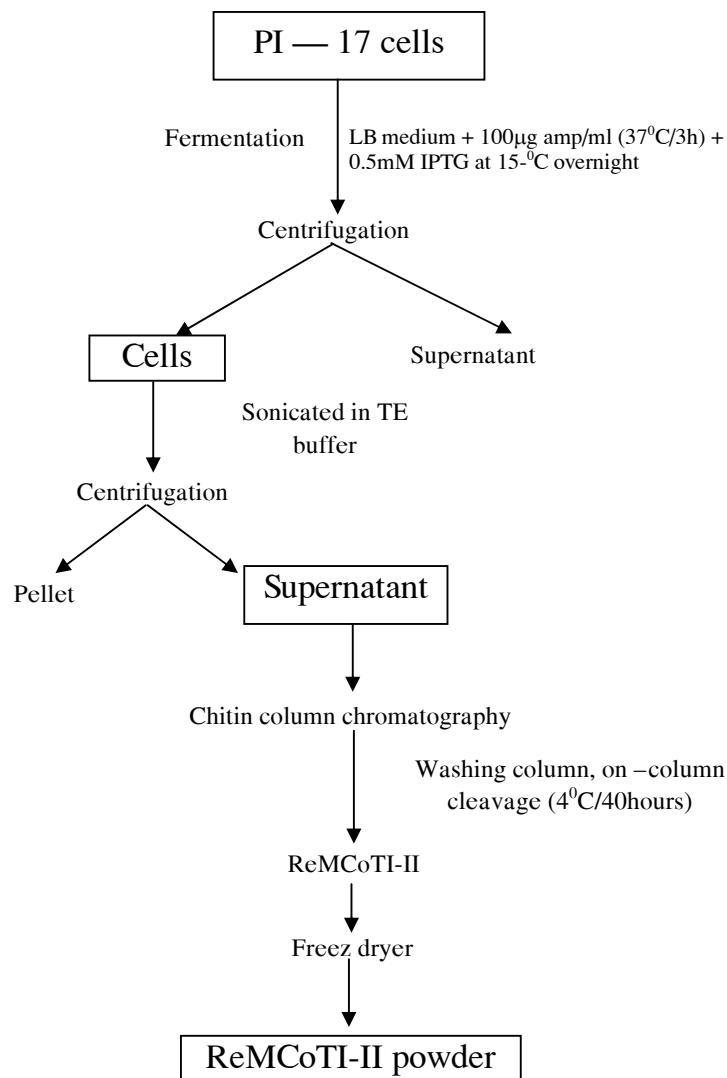 PI — 17 cells
Fermentation
LB medium + 100µg amp/ml (37⁰C/3h) +
0.5mM IPTG at 15-⁰C overnight
Centrifugation
Cells
Supernatant
Sonicated in TE
buffer
Centrifugation
Pellet
Supernatant
Chitin column chromatography
Washing column, on –column
cleavage (4⁰C/40hours)
ReMCoTI-II
Freez dryer
ReMCoTI-II powder